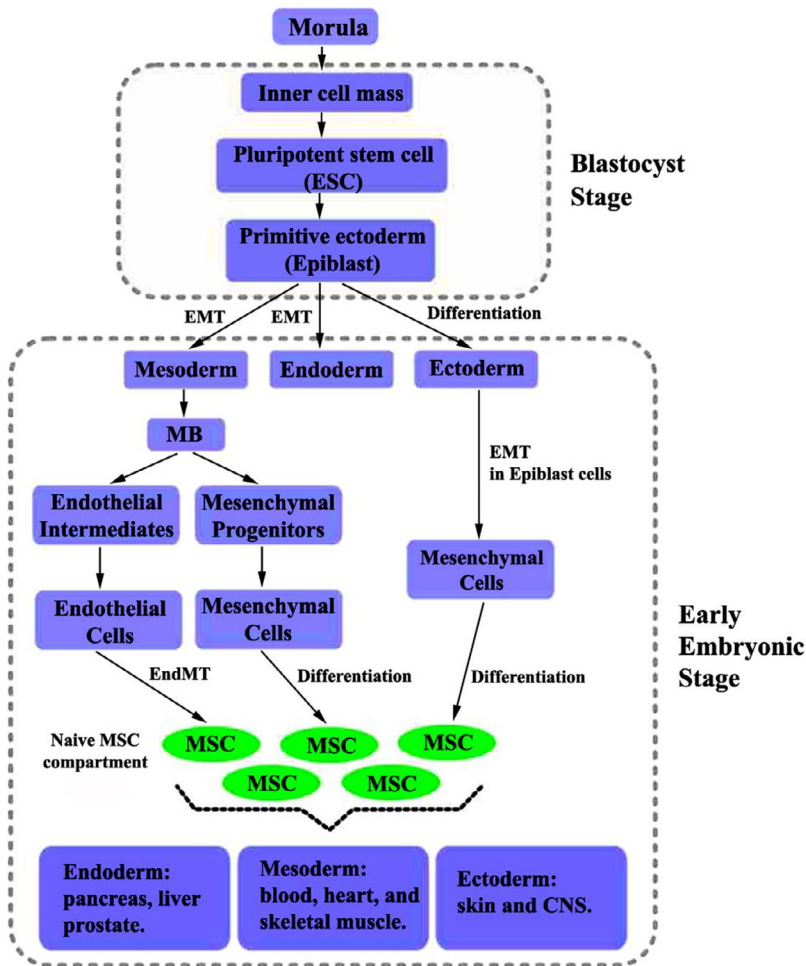 Morula
Inner cell mass
Pluripotent stem cell
(ESC)
Blastocyst
Stage
Primitive ectoderm
(Epiblast)
EMT
EMT
Differentiation
Mesoderm
Endoderm
Ectoderm
MB
EMT
in Epiblast cells
Endothelial
Intermediates
Mesenchymal
Progenitors
Mesenchymal
Cells
Endothelial
Cells
Mesenchymal
Cells
Early
Embryonic
Stage
EndMT
Differentiation
Differentiation
Naive MSC
compartment
MSC
MSC
MSC
MSC
MSC
Endoderm:
pancreas, liver
prostate.
Mesoderm:
blood, heart, and
skeletal muscle.
Ectoderm:
skin and CNS.